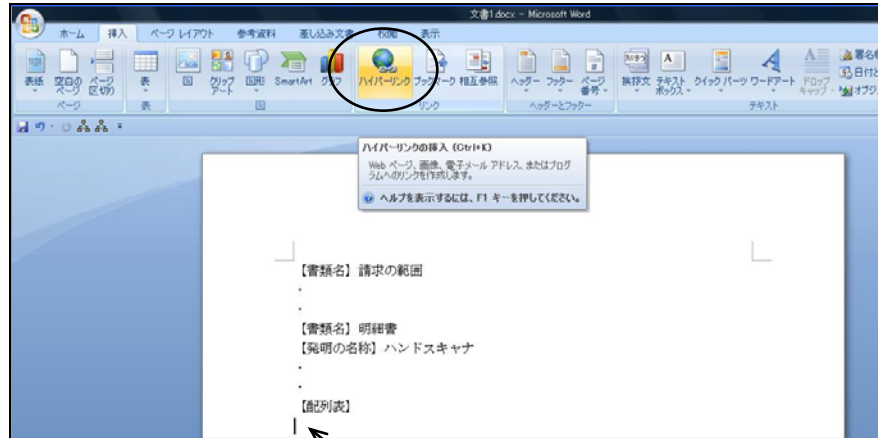 文書1.docx - Microsoft Word
ホーム 挿入 ページ レイアウト 参考資料 差し込み文書 校閲 表示
表紙 空白のページ ページ区切り 表 図 クリップアート 図形 SmartArt グラフ ハイパーリンク ブックマーク 相互参照 ヘッダー フッター ページ番号 挨拶文 テキストボックス クイック パーツ ワードアート ドロップキャップ 署名 日付と オブジ
ページ 表 図 リンク ヘッダーとフッター テキスト
ハイパーリンクの挿入 (Ctrl+K)
Web ページ、画像、電子メール アドレス、またはプログ
ラムへのリンクを作成します。
ヘルプを表示するには、F1 キーを押してください。
【書類名】請求の範囲
・
・
【書類名】明細書
【発明の名称】ハンドスキャナ
・
・
【配列表】